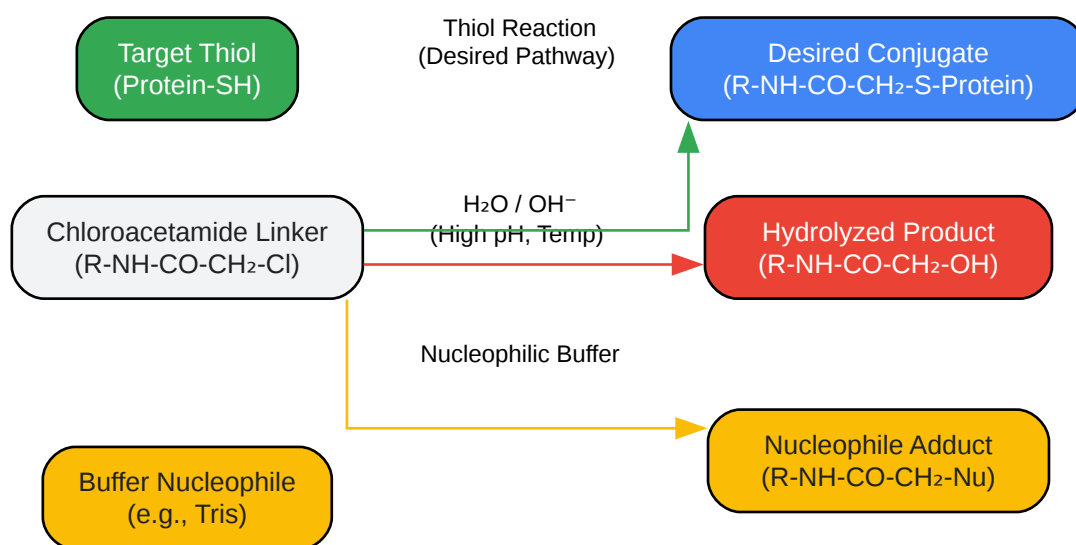 Target Thiol
(Protein-SH)
Thiol Reaction
(Desired Pathway)
Desired Conjugate
(R-NH-CO-CH₂-S-Protein)
Chloroacetamide Linker
(R-NH-CO-CH₂-Cl)
H₂O / OH⁻
(High pH, Temp)
Hydrolyzed Product
(R-NH-CO-CH₂-OH)
Nucleophilic Buffer
Buffer Nucleophile
(e.g., Tris)
Nucleophile Adduct
(R-NH-CO-CH₂-Nu)